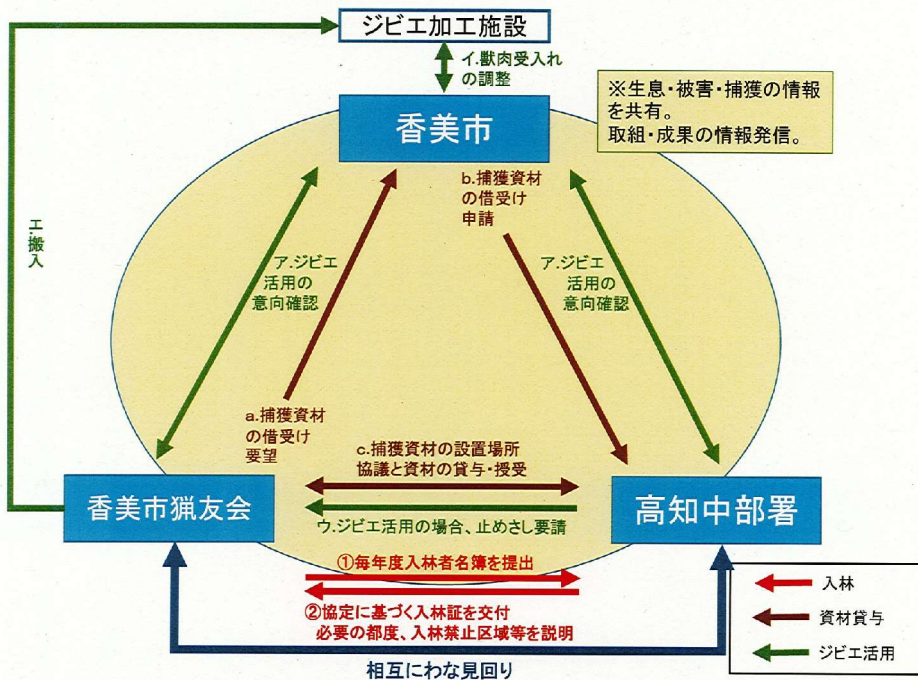 ジビエ加工施設
イ.獣肉受入れ
の調整
※生息・被害・捕獲の情報
を共有。
取組・成果の情報発信。
香美市
b.捕獲資材
の借受け
申請
エ.搬入
ア.ジビエ
活用の
意向確認
ア.ジビエ
活用の
意向確認
a.捕獲資材
の借受け
要望
c.捕獲資材の設置場所
協議と資材の貸与・授受
香美市猟友会
高知中部署
ウ.ジビエ活用の場合、止めさし要請
①毎年度入林者名簿を提出
②協定に基づく入林証を交付
必要の都度、入林禁止区域等を説明
相互にわな見回り
入林
資材貸与
ジビエ活用